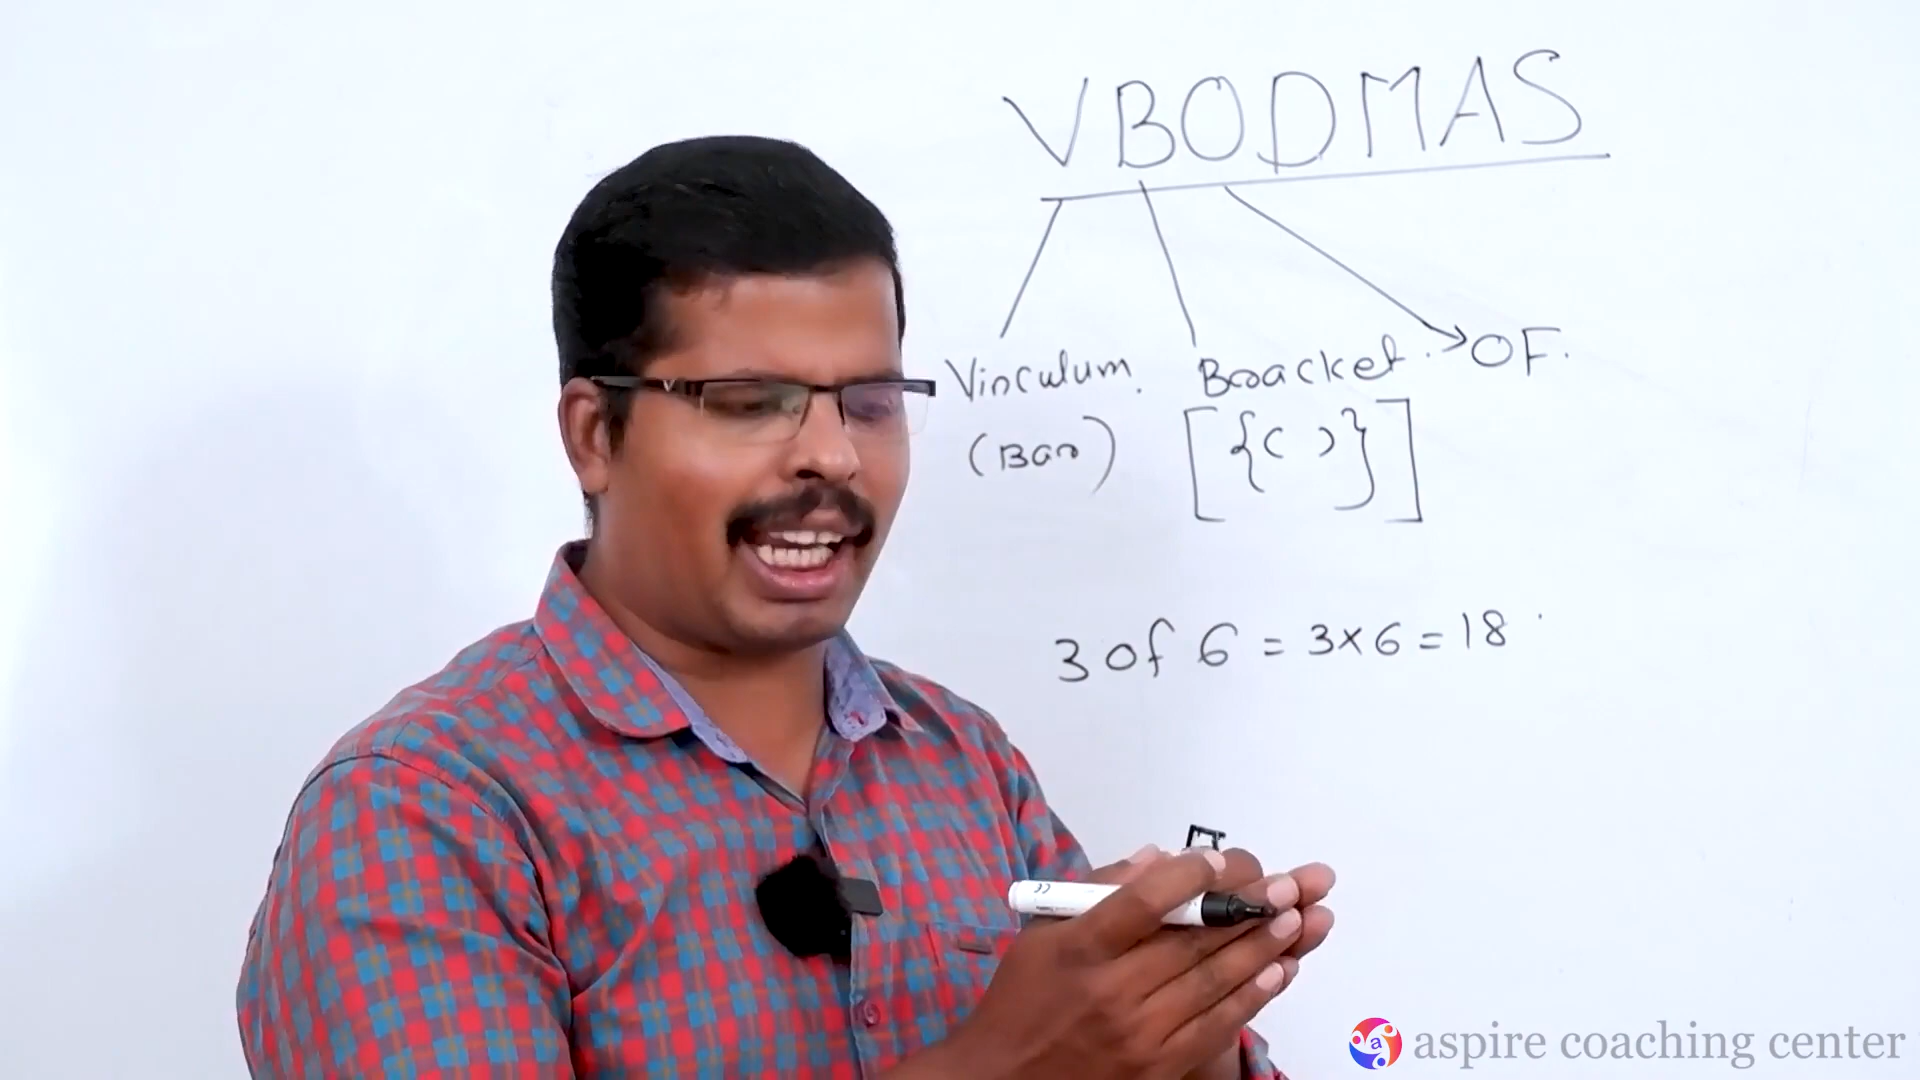 VBODMAS
Vinculum. Bracket. OF.
(Bar) [{( )}]
3 of 6 = 3×6 = 18
a aspire coaching center